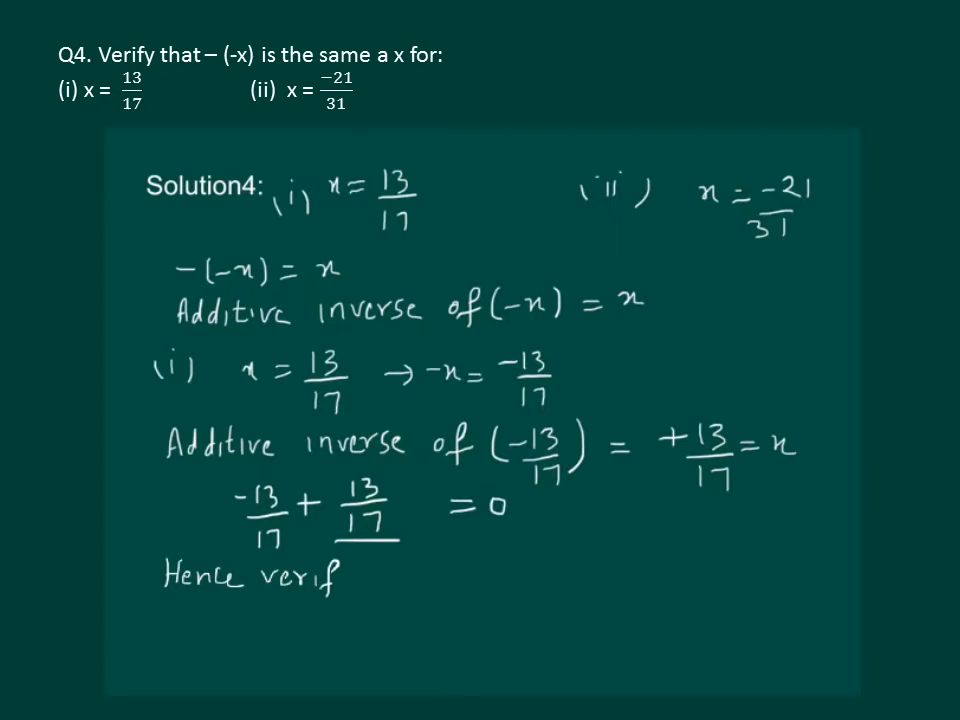 Q4. Verify that – (-x) is the same a x for:
(i) x = 13/17 (ii) x = −21/31
Solution4: (i) x = 13/17 (ii) x = -21/31
-(-x) = x
Additive inverse of (-x) = x
(i) x = 13/17 → -x = -13/17
Additive inverse of (-13/17) = +13/17 = x
-13/17 + 13/17 = 0
Hence verif